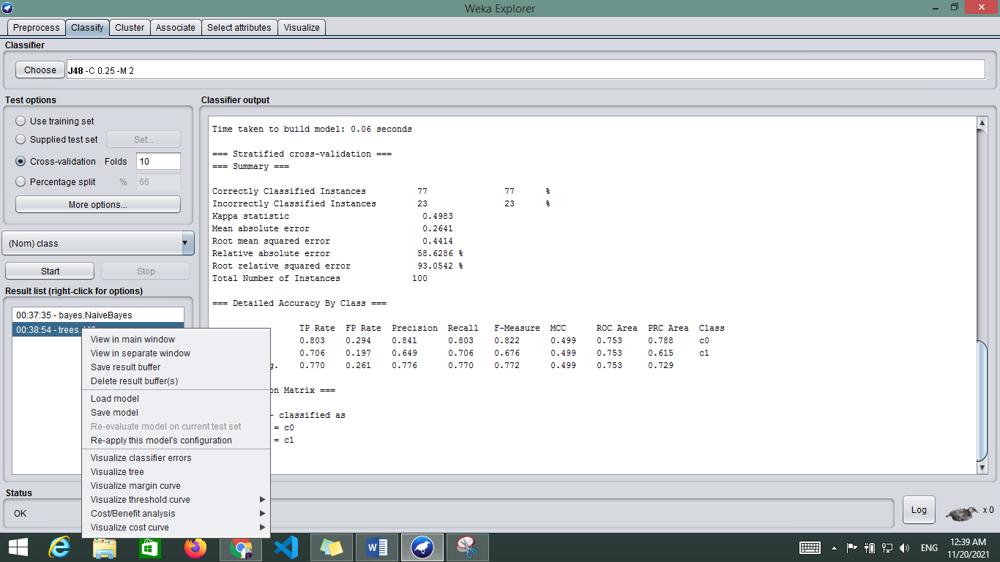 Weka Explorer
Preprocess Classify Cluster Associate Select attributes Visualize
Classifier
Choose J48 -C 0.25 -M 2
Test options
Use training set
Supplied test set Set...
Cross-validation Folds 10
Percentage split % 66
More options...
(Nom) class
Start Stop
Result list (right-click for options)
00:37:35 - bayes.NaiveBayes
00:38:54 - trees.J48
View in main window
View in separate window
Save result buffer
Delete result buffer(s)
Load model
Save model
Re-evaluate model on current test set
Re-apply this model's configuration
Visualize classifier errors
Visualize tree
Visualize margin curve
Visualize threshold curve
Cost/Benefit analysis
Visualize cost curve
Classifier output
Time taken to build model: 0.06 seconds
=== Stratified cross-validation ===
=== Summary ===
Correctly Classified Instances 77 77 %
Incorrectly Classified Instances 23 23 %
Kappa statistic 0.4983
Mean absolute error 0.2641
Root mean squared error 0.4414
Relative absolute error 58.6286 %
Root relative squared error 93.0542 %
Total Number of Instances 100
=== Detailed Accuracy By Class ===
TP Rate FP Rate Precision Recall F-Measure MCC ROC Area PRC Area Class
0.803 0.294 0.841 0.803 0.822 0.499 0.753 0.788 c0
0.706 0.197 0.649 0.706 0.676 0.499 0.753 0.615 c1
g. 0.770 0.261 0.776 0.770 0.772 0.499 0.753 0.729
on Matrix ===
- classified as
= c0
= c1
Status
OK
Log x 0
ENG
12:39 AM
11/20/2021